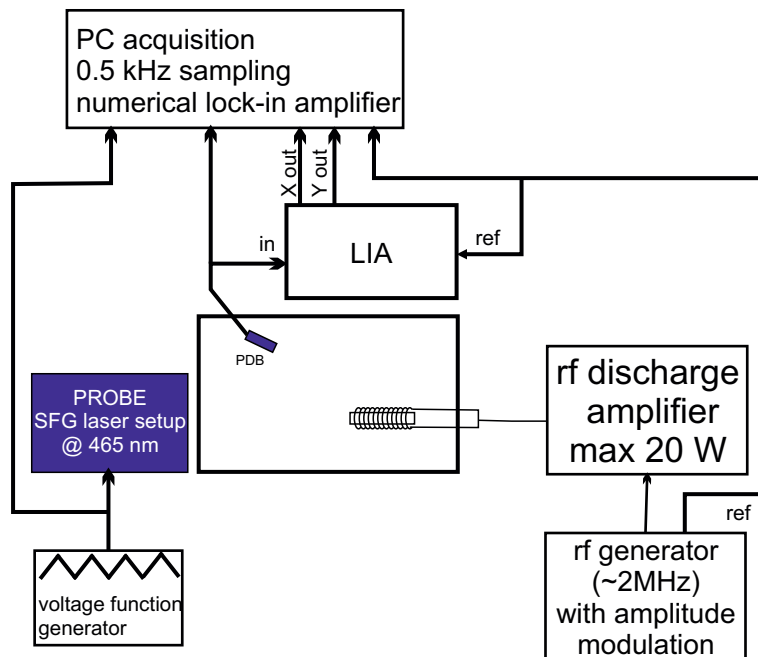 PC acquisition
0.5 kHz sampling
numerical lock-in amplifier
X out
Y out
in
LIA
ref
PDB
PROBE
SFG laser setup
@ 465 nm
rf discharge
amplifier
max 20 W
ref
voltage function
generator
rf generator
(~2MHz)
with amplitude
modulation